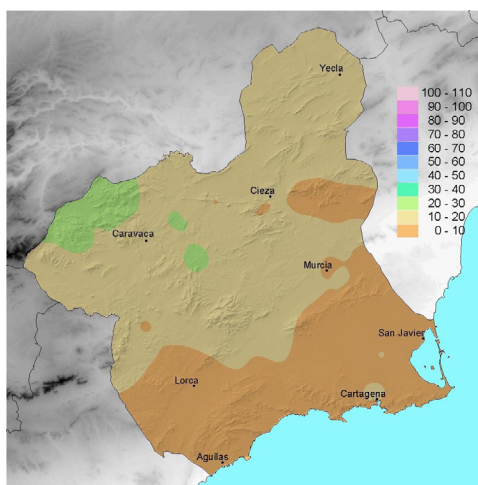 Yecla
100 - 110
90 - 100
80 - 90
70 - 80
60 - 70
50 - 60
40 - 50
30 - 40
20 - 30
10 - 20
0 - 10
Cieza
Caravaca
Murcia
San Javier
Lorca
Cartagena
Aguilas